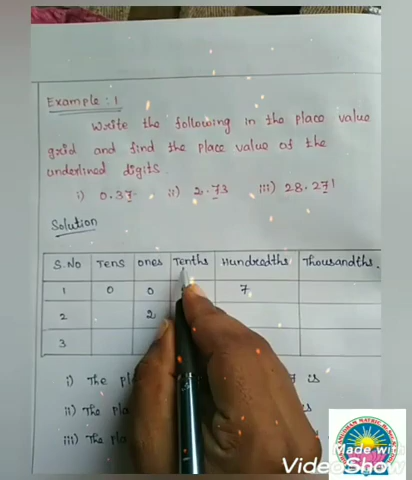 Example : 1
Write the following in the place value
grid and find the place value of the
underlined digits.
i) 0.37 ii) 2.73 iii) 28.271
Solution
S.No Tens ones Tenths Hundredths Thousandths.
1 0 0 7
2 2
3
i) The is
ii) The is
iii) The
Made with
VideoShow